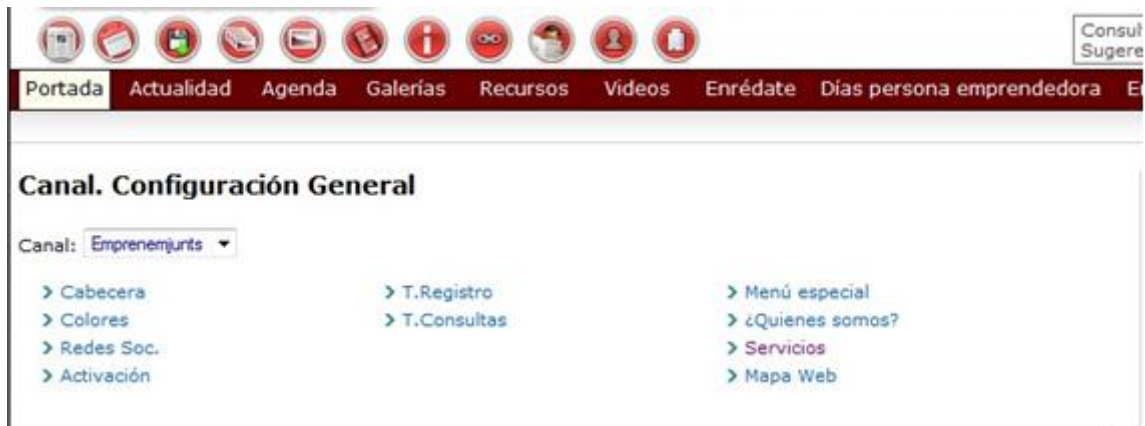 Consul
Sugere
Portada Actualidad Agenda Galerías Recursos Videos Enrédate Días persona emprendedora
Canal. Configuración General
Canal: Emprenemjunts
Cabecera T.Registro Menú especial
Colores T.Consultas ¿Quienes somos?
Redes Soc. Servicios
Activación Mapa Web